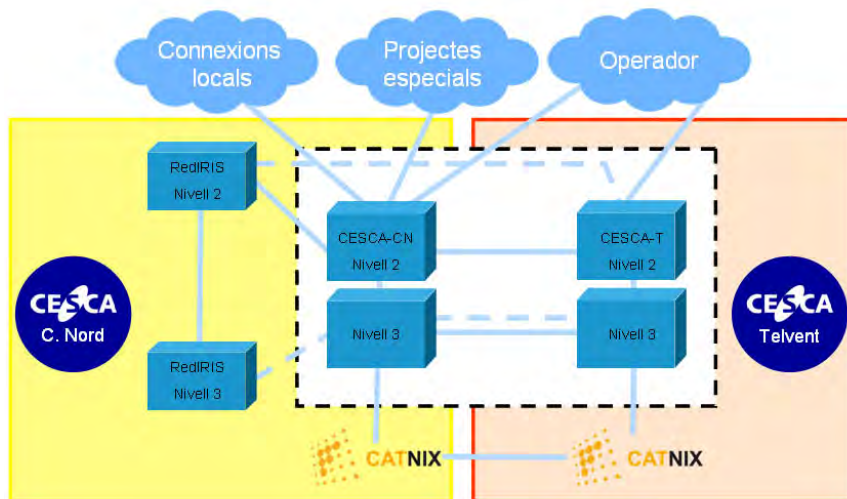 Connexions
locals
Projectes
especials
Operador
RedIRIS
Nivell 2
CESCA-CN
Nivell 2
CESCA-T
Nivell 2
CESCA
C. Nord
CESCA
Telvent
Nivell 3
Nivell 3
RedIRIS
Nivell 3
CATNIX
CATNIX